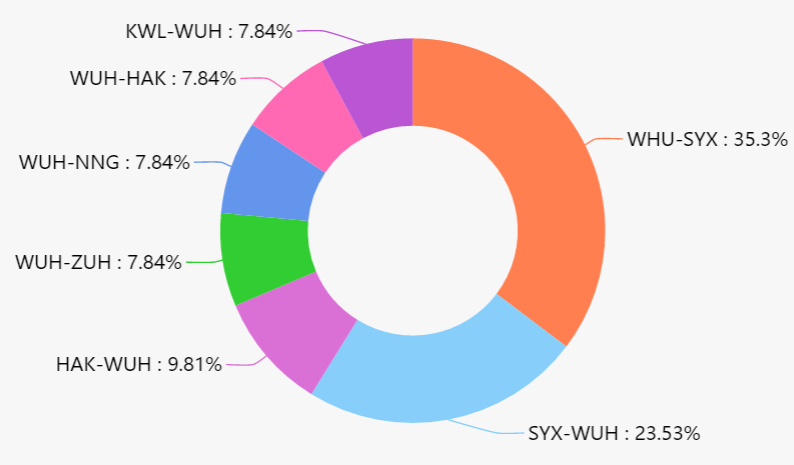 KWL-WUH : 7.84%
WUH-HAK : 7.84%
WHU-SYX : 35.3%
WUH-NNG : 7.84%
WUH-ZUH : 7.84%
HAK-WUH : 9.81%
SYX-WUH : 23.53%